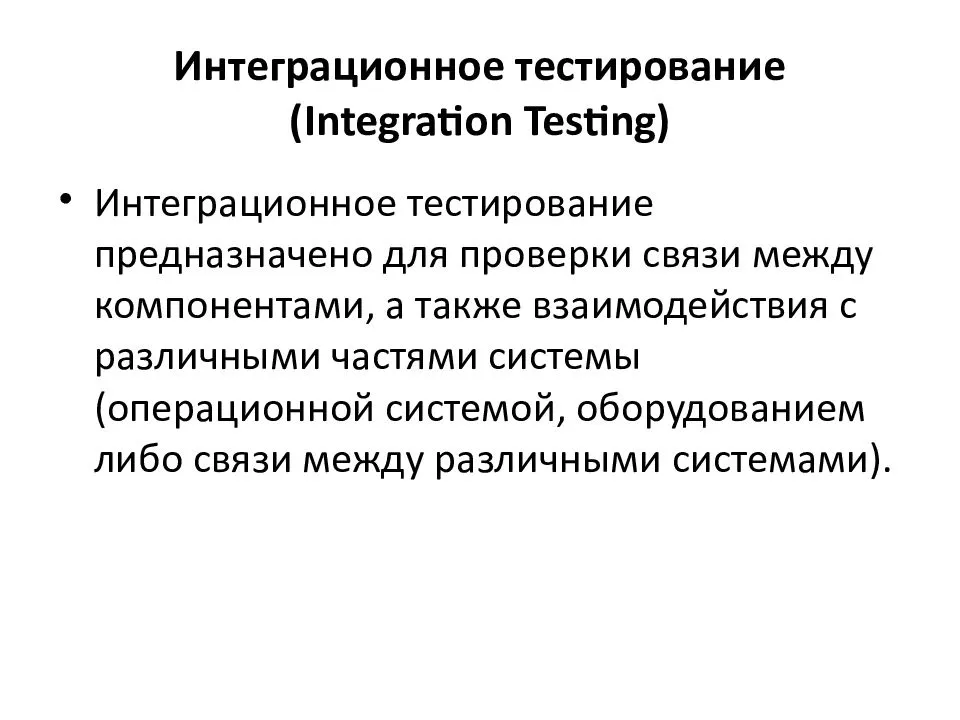 Интеграционное тестирование
(Integration Testing)
• Интеграционное тестирование
предназначено для проверки связи между
компонентами, а также взаимодействия с
различными частями системы
(операционной системой, оборудованием
либо связи между различными системами).